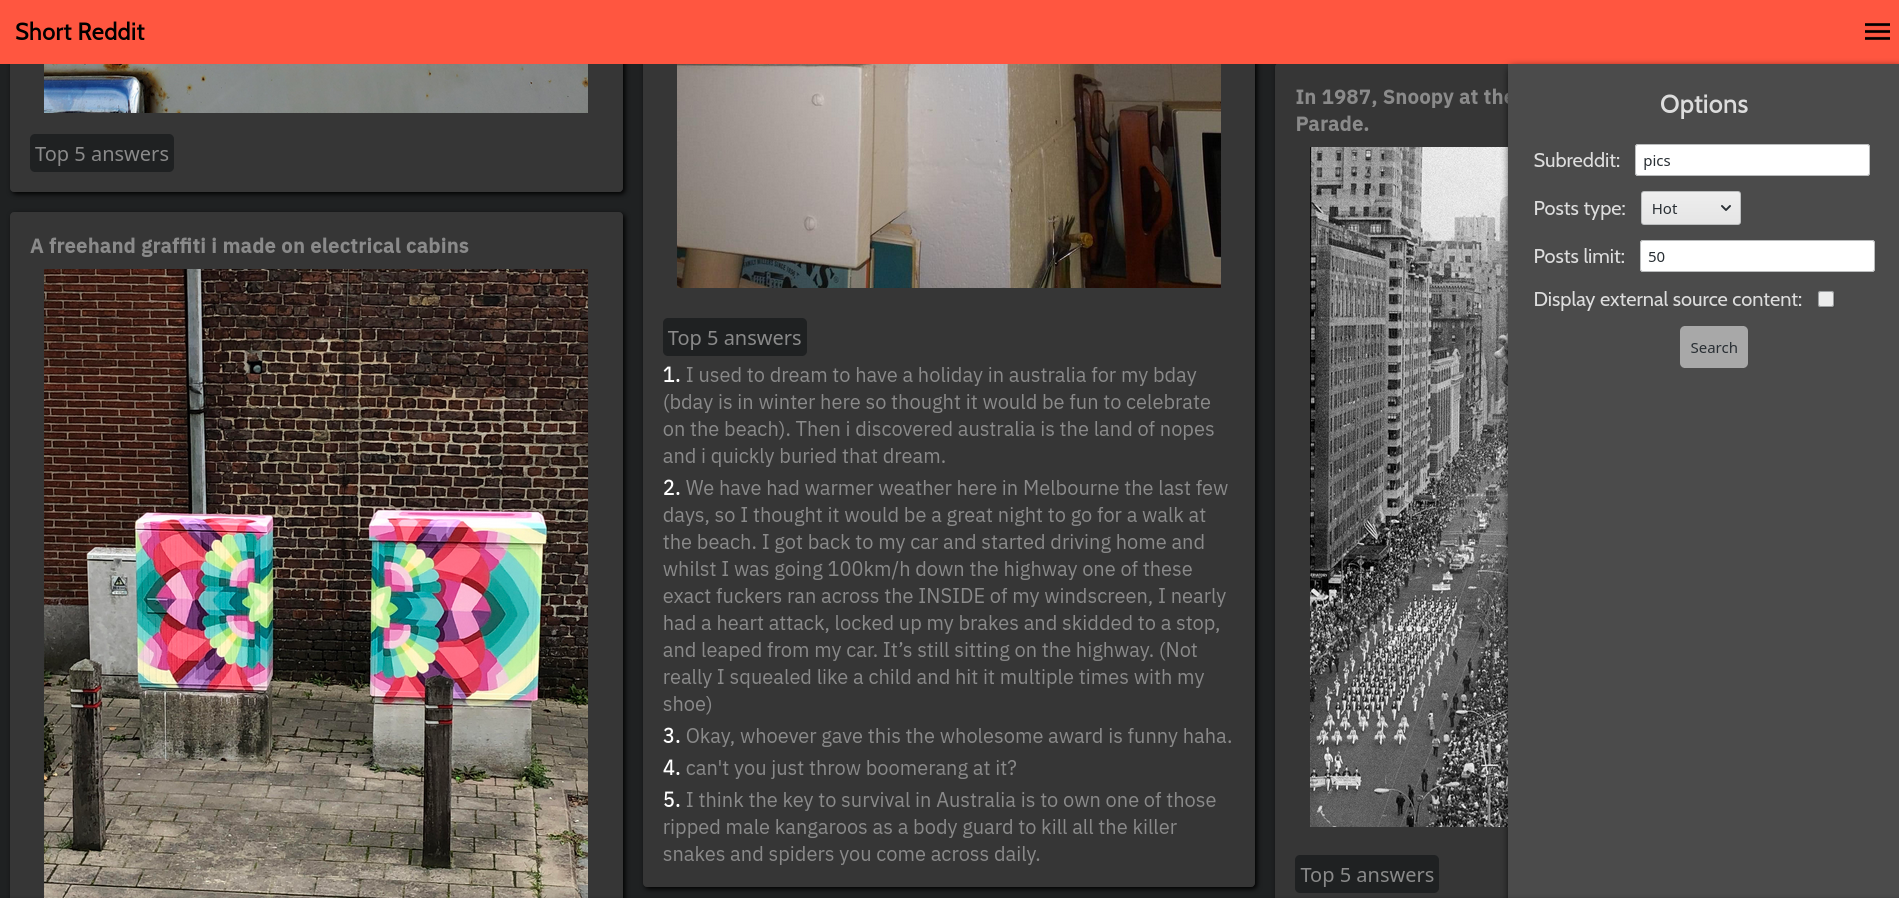 Short Reddit
Top 5 answers
A freehand graffiti i made on electrical cabins
Top 5 answers
1. I used to dream to have a holiday in australia for my bday
(bday is in winter here so thought it would be fun to celebrate
on the beach). Then i discovered australia is the land of nopes
and i quickly buried that dream.
2. We have had warmer weather here in Melbourne the last few
days, so I thought it would be a great night to go for a walk at
the beach. I got back to my car and started driving home and
whilst I was going 100km/h down the highway one of these
exact fuckers ran across the INSIDE of my windscreen, I nearly
had a heart attack, locked up my brakes and skidded to a stop,
and leaped from my car. It’s still sitting on the highway. (Not
really I squealed like a child and hit it multiple times with my
shoe)
3. Okay, whoever gave this the wholesome award is funny haha.
4. can't you just throw boomerang at it?
5. I think the key to survival in Australia is to own one of those
ripped male kangaroos as a body guard to kill all the killer
snakes and spiders you come across daily.
In 1987, Snoopy at the
Parade.
Top 5 answers
Options
Subreddit: pics
Posts type: Hot
Posts limit: 50
Display external source content:
Search